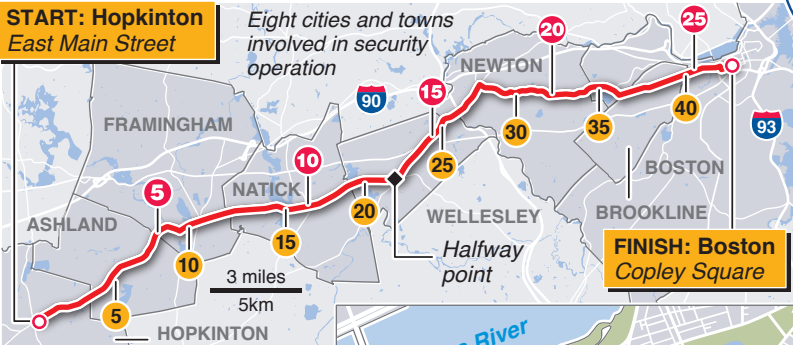 START: Hopkinton
East Main Street
Eight cities and towns
involved in security
operation
25
20
NEWTON
15
90
40
FRAMINGHAM
30
35
93
10
25
BOSTON
5
NATICK
20
WELLESLEY
BROOKLINE
ASHLAND
15
Halfway
point
FINISH: Boston
Copley Square
10
3 miles
5km
5
HOPKINTON
River